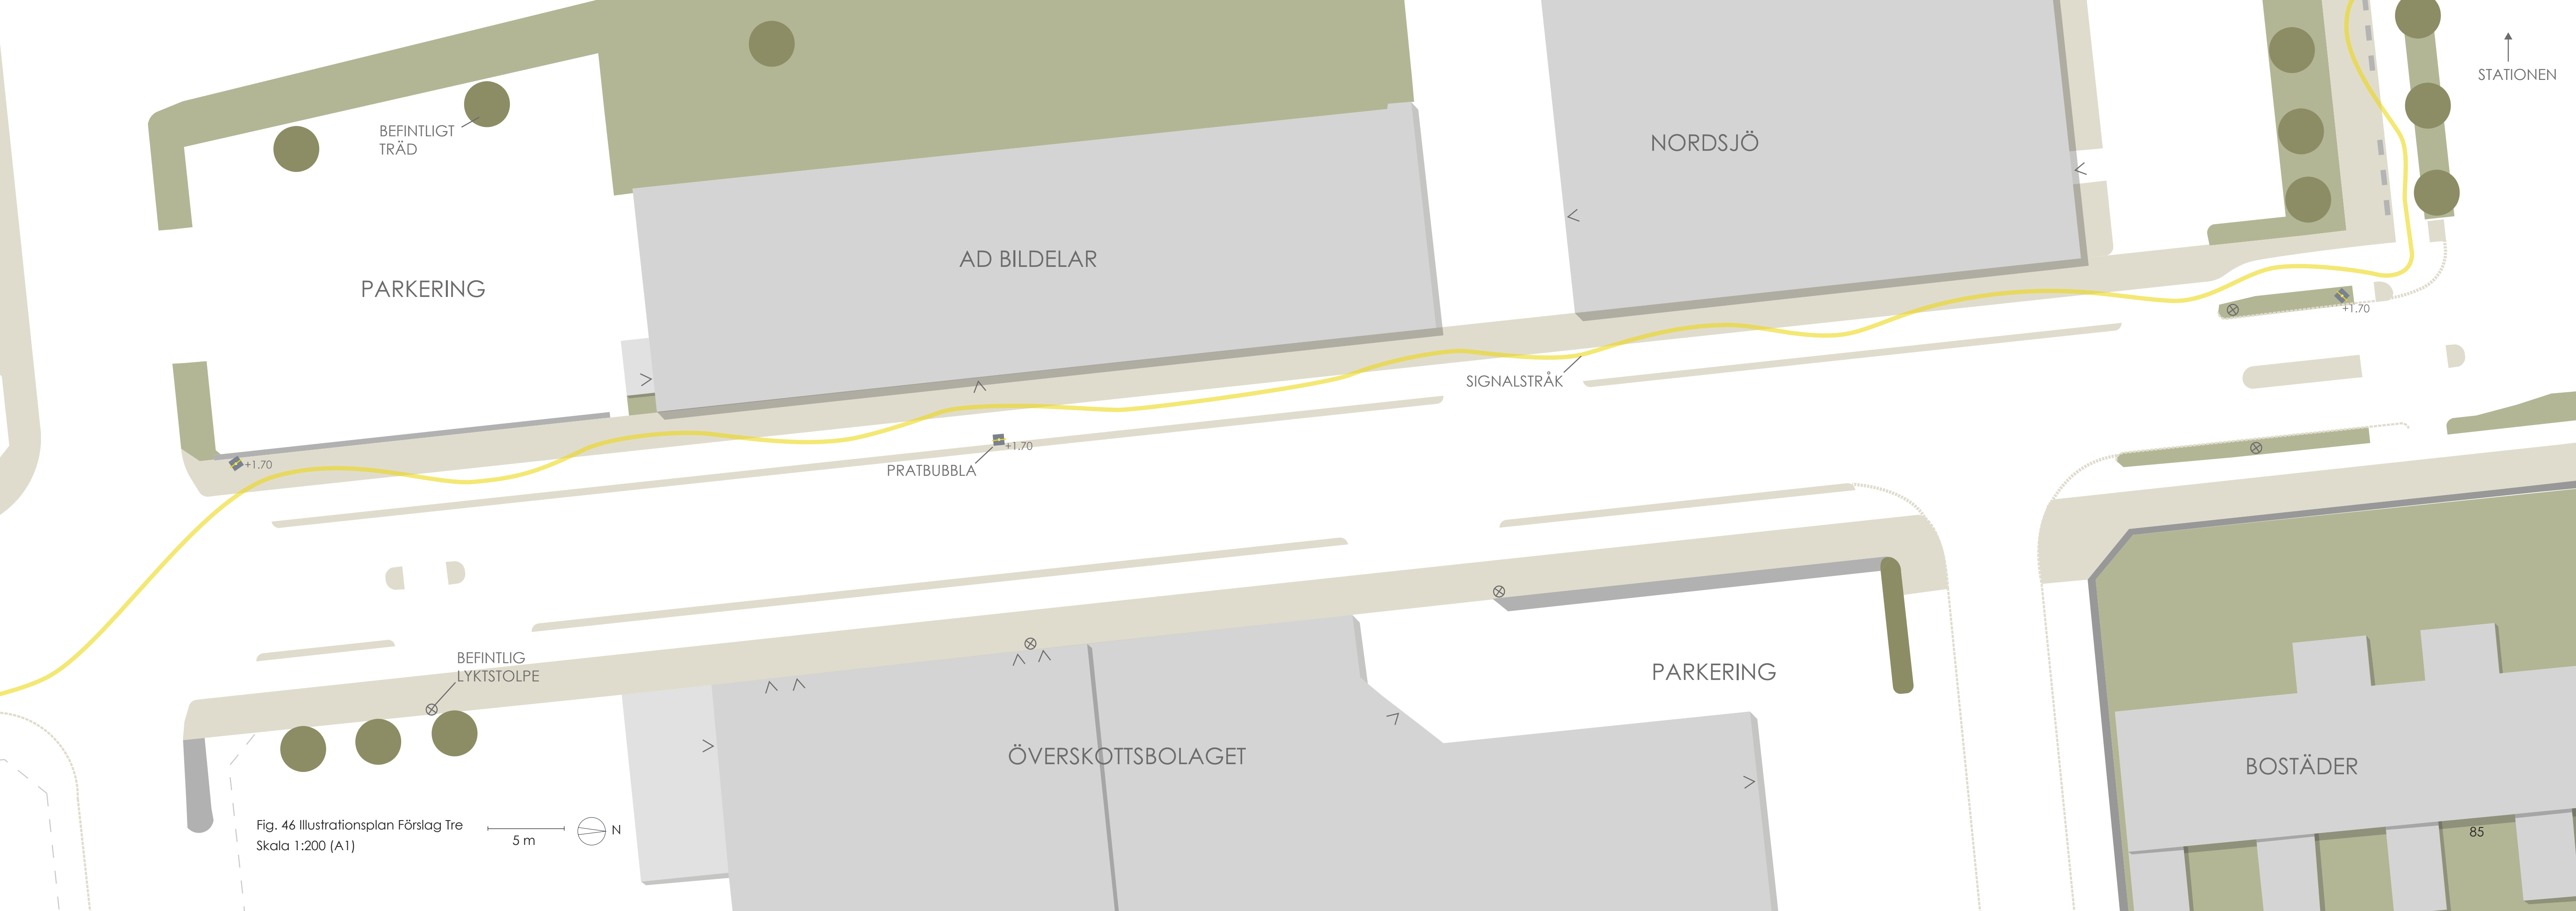 STATIONEN
BEFINTLIGT
TRÄD
NORDSJÖ
AD BILDELAR
PARKERING
+1.70
SIGNALSTRÅK
+1.70
PRATBUBBLA
+1.70
BEFINTLIG
LYKTSTOLPE
PARKERING
ÖVERSKOTTSBOLAGET
BOSTÄDER
Fig. 46 Illustrationsplan Förslag Tre
Skala 1:200 (A1)
5 m
N
85